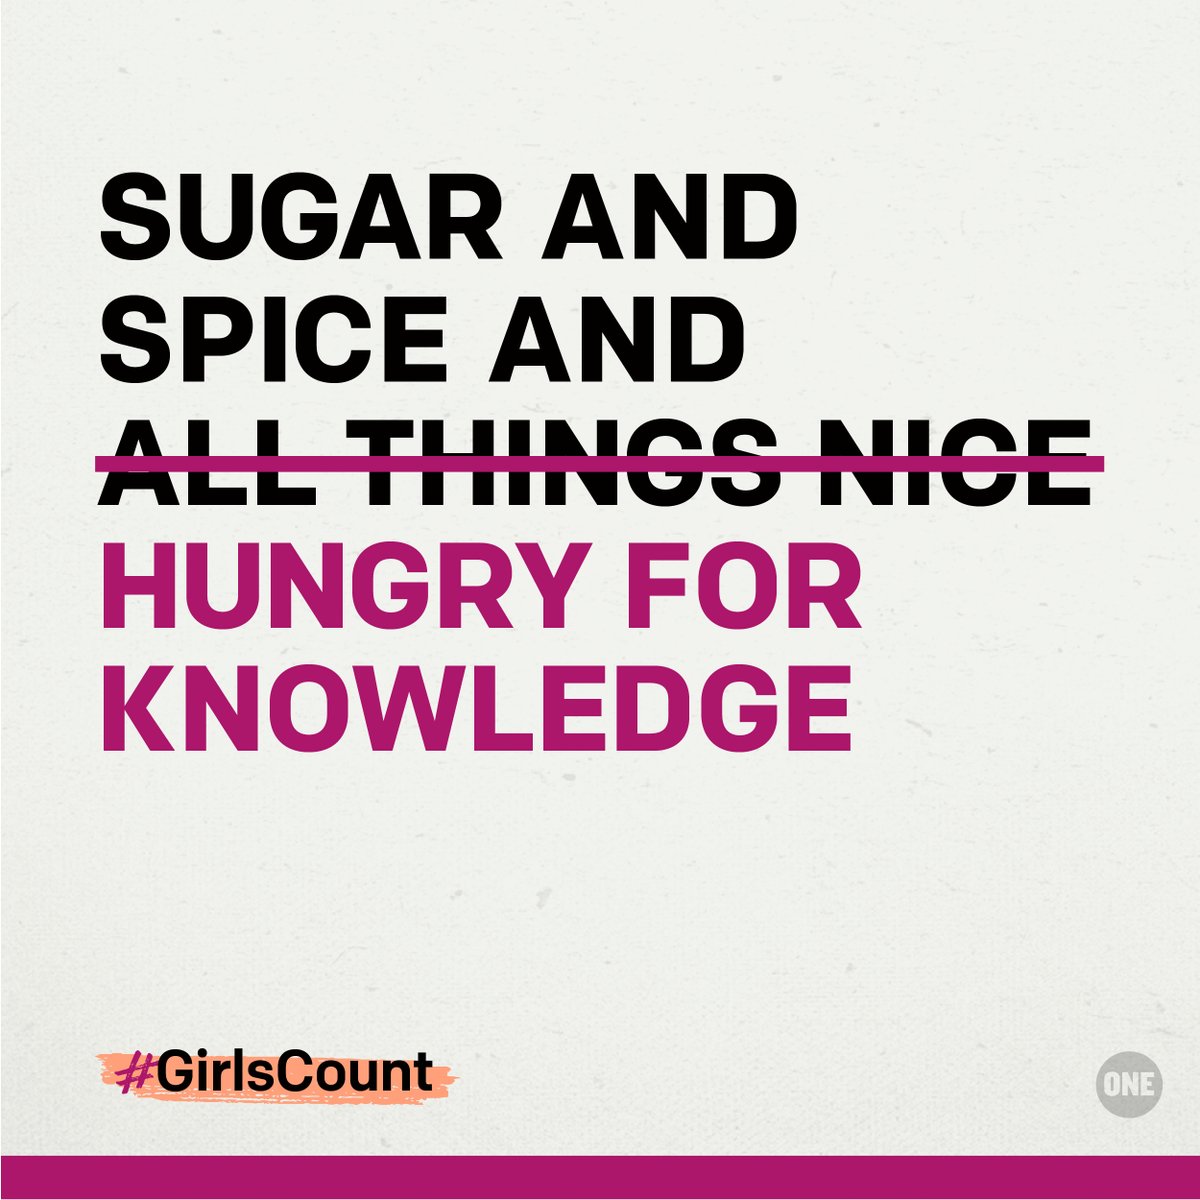 SUGAR AND
SPICE AND
ALL THINGS NICE
HUNGRY FOR
KNOWLEDGE
#GirlsCount
ONE